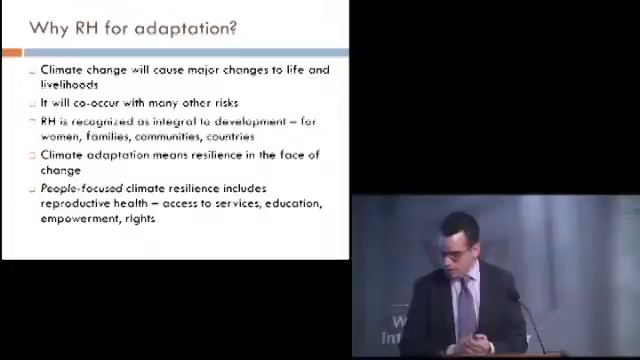 Why RH for adaptation?
Climate change will cause major changes to life and
livelihoods
It will co-occur with many other risks
RH is recognized as integral to development – for
women, families, communities, countries
Climate adaptation means resilience in the face of
change
People-focused climate resilience includes
reproductive health – access to services, education,
empowerment, rights